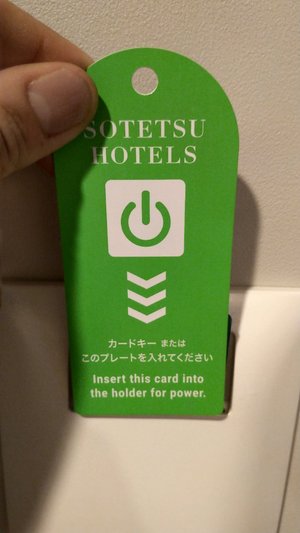 SOTETSU
HOTELS
カードキー または
このプレートを入れてください
Insert this card into
the holder for power.